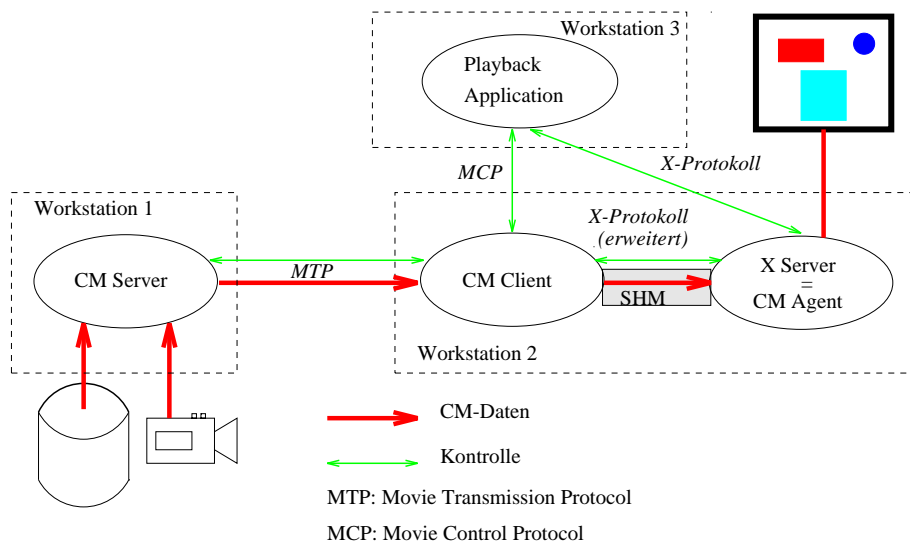 Workstation 3
Playback
Application
MCP
X-Protokoll
Workstation 1
X-Protokoll
(erweitert)
CM Server
MTP
CM Client
SHM
X Server
=
CM Agent
Workstation 2
CM-Daten
Kontrolle
MTP: Movie Transmission Protocol
MCP: Movie Control Protocol